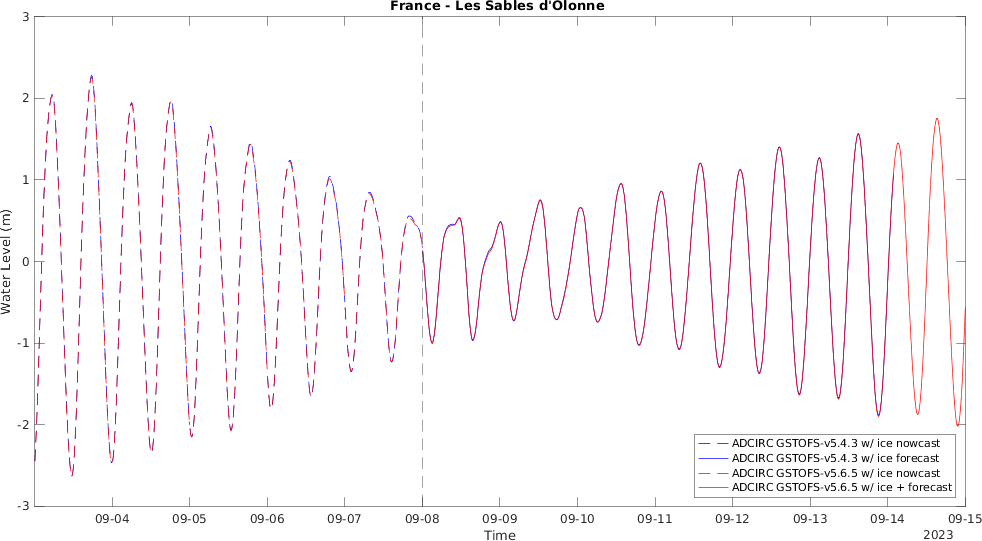 France - Les Sables d'Olonne
3
2
1
0
-1
-2
-3
Water Level (m)
09-04
09-05
09-06
09-07
09-08
09-09
09-10
09-11
09-12
09-13
09-14
09-15
Time
2023
ADCIRC GSTOFS-v5.4.3 w/ ice nowcast
ADCIRC GSTOFS-v5.4.3 w/ ice forecast
ADCIRC GSTOFS-v5.6.5 w/ ice nowcast
ADCIRC GSTOFS-v5.6.5 w/ ice + forecast